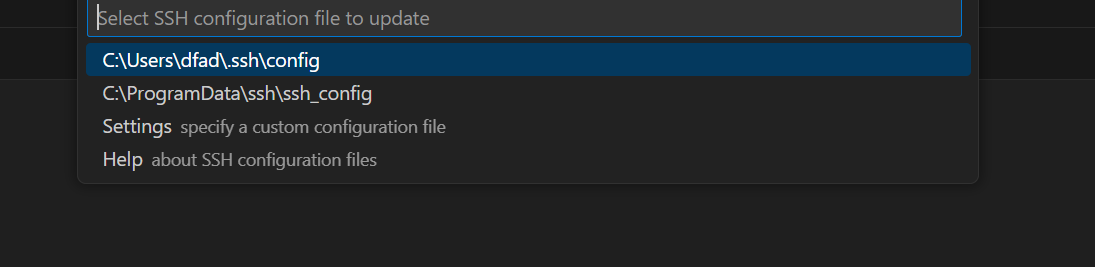 Select SSH configuration file to update
C:\Users\dfad\.ssh\config
C:\ProgramData\ssh\ssh_config
Settings specify a custom configuration file
Help about SSH configuration files